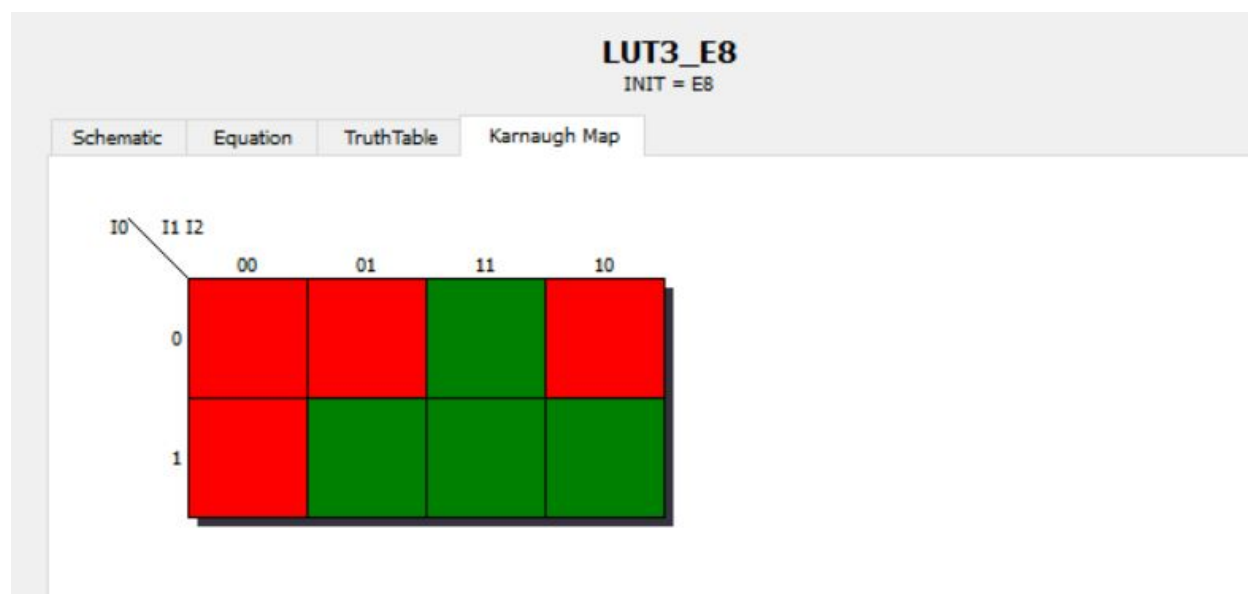 LUT3_E8
INIT = E8
Schematic Equation TruthTable Karnaugh Map
I0 I1 I2
00 01 11 10
0
1